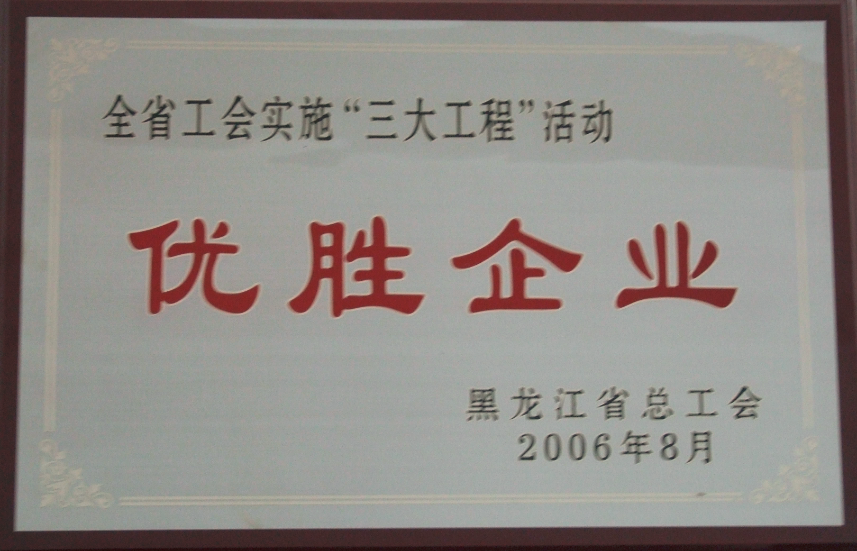 全省工会实施“三大工程”活动
优胜企业
黑龙江省总工会
2006年8月